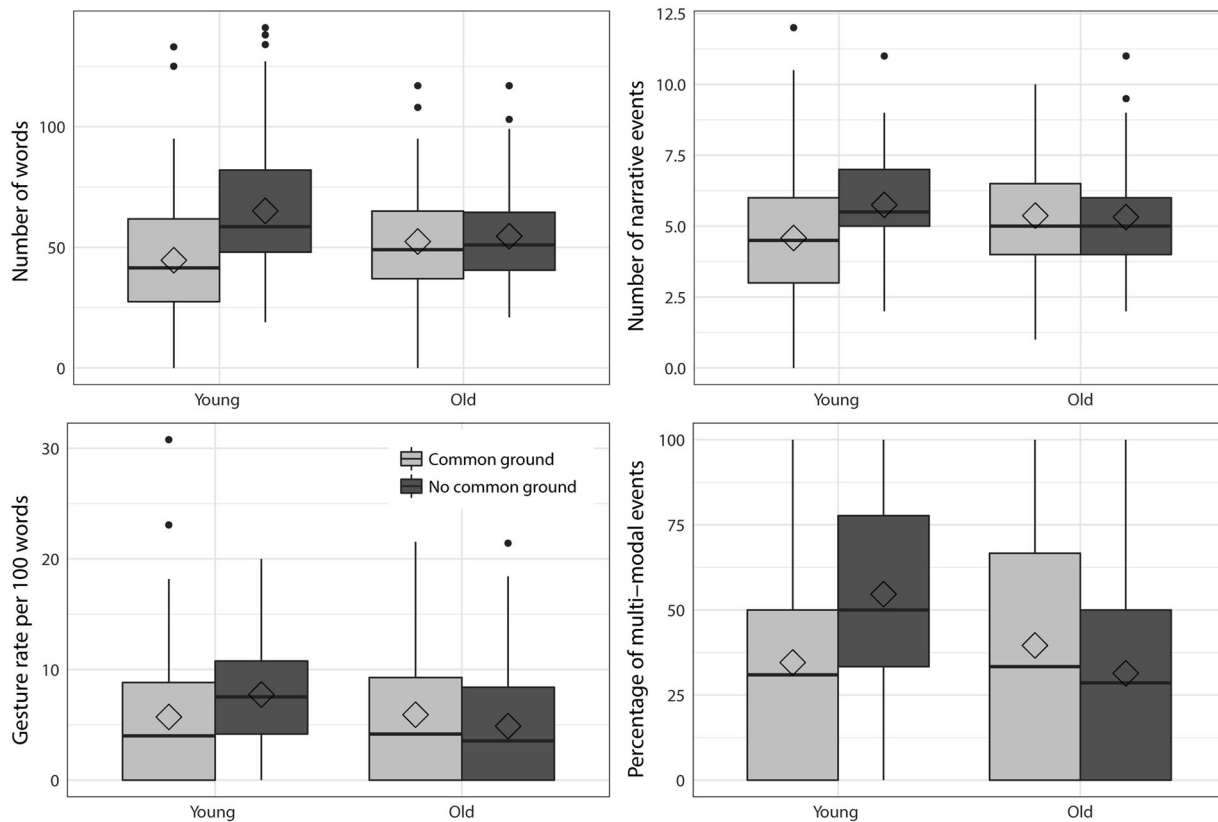 Number of words
100
50
0
Young
Old
Number of narrative events
12.5
10.0
7.5
5.0
2.5
0.0
Young
Old
Gesture rate per 100 words
30
20
10
0
Common ground
No common ground
Young
Old
Percentage of multi-modal events
100
75
50
25
0
Young
Old